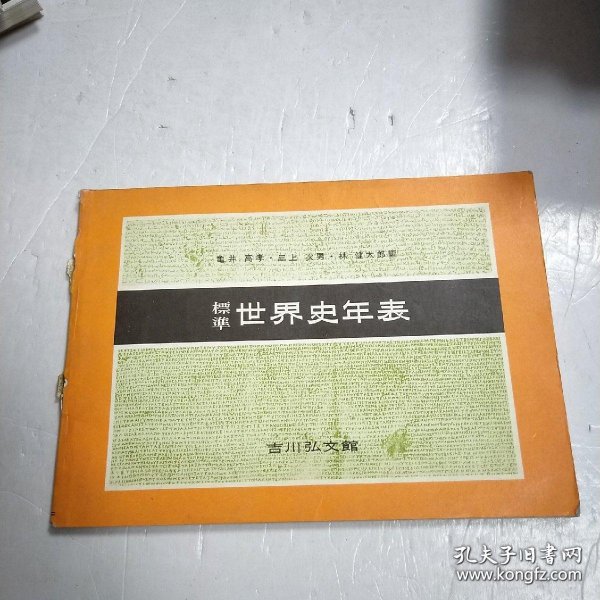 亀井 高孝・三上 次男・林 健太郎編
標準 世界史年表
吉川弘文館
孔夫子旧书网
www.kongfz.com